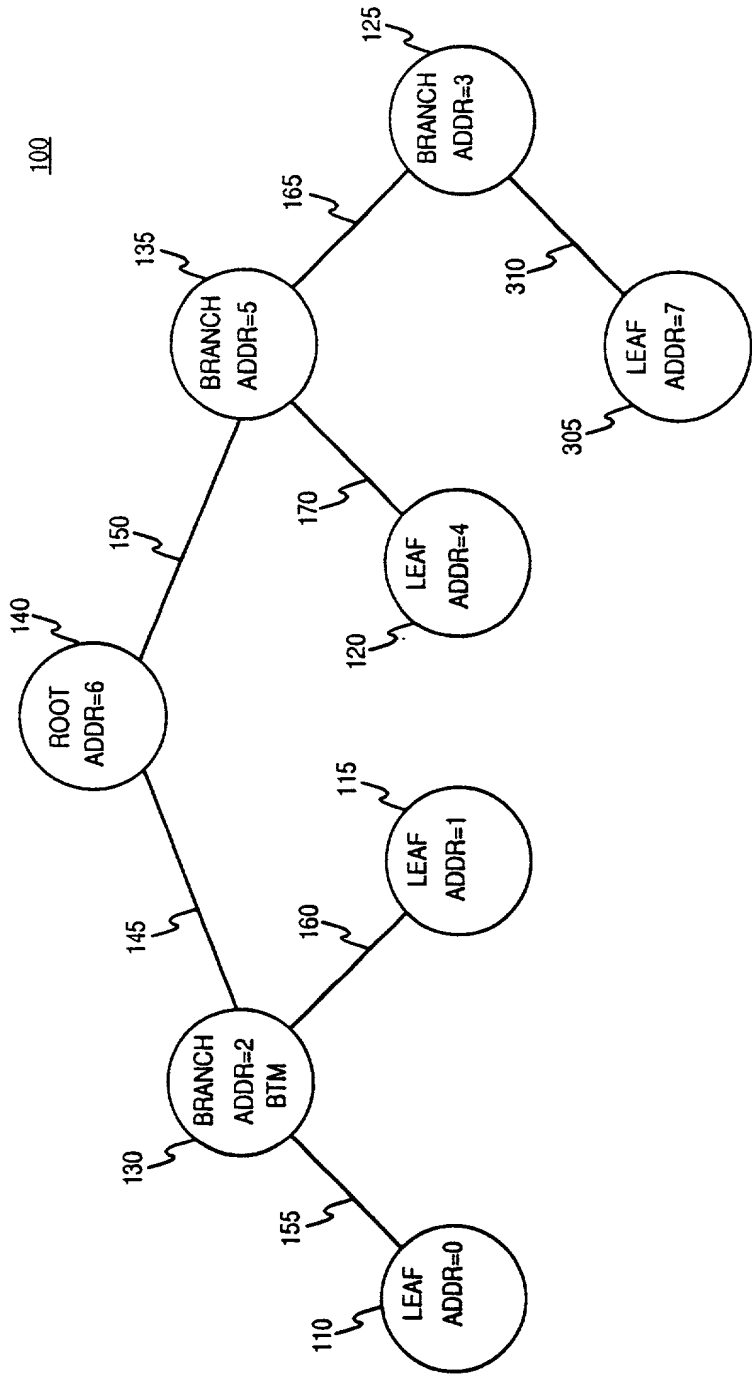 100
140
ROOT
ADDR=6
145
150
130
BRANCH
ADDR=2
BTM
135
BRANCH
ADDR=5
155
160
170
165
110
LEAF
ADDR=0
115
LEAF
ADDR=1
120
LEAF
ADDR=4
125
BRANCH
ADDR=3
310
305
LEAF
ADDR=7